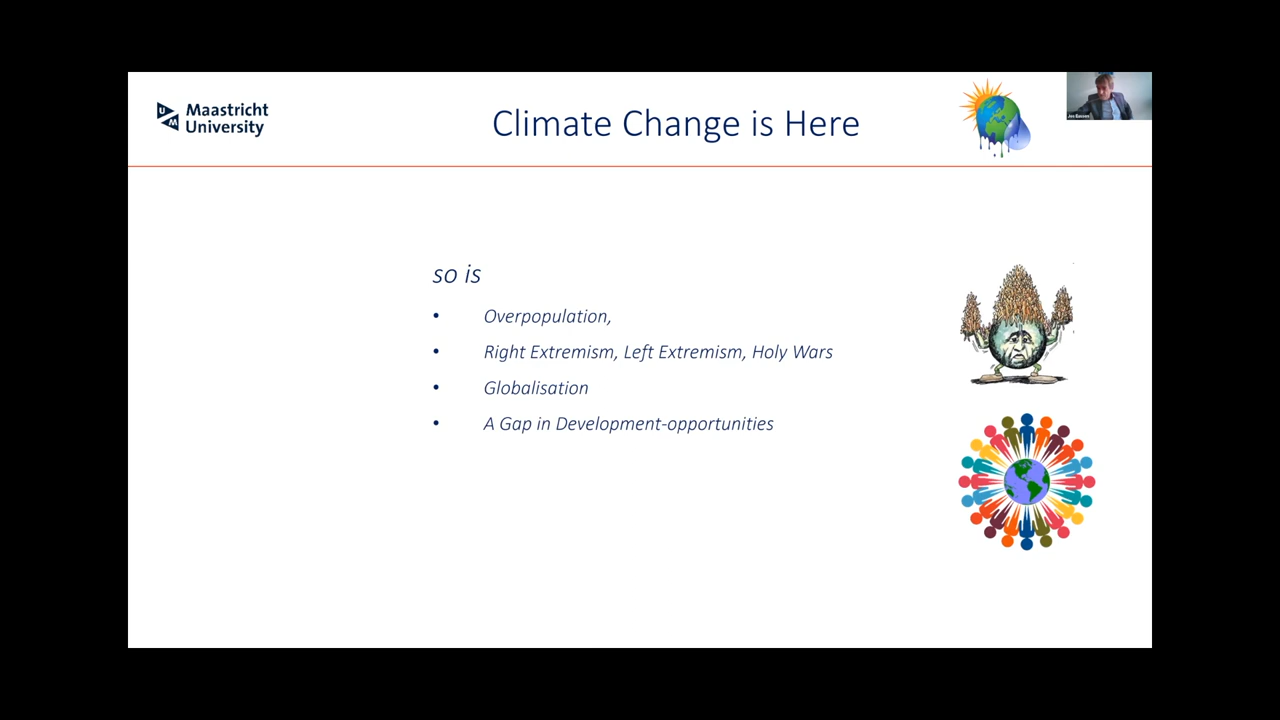 Maastricht
University
UM
Climate Change is Here
so is
• Overpopulation,
• Right Extremism, Left Extremism, Holy Wars
• Globalisation
• A Gap in Development-opportunities